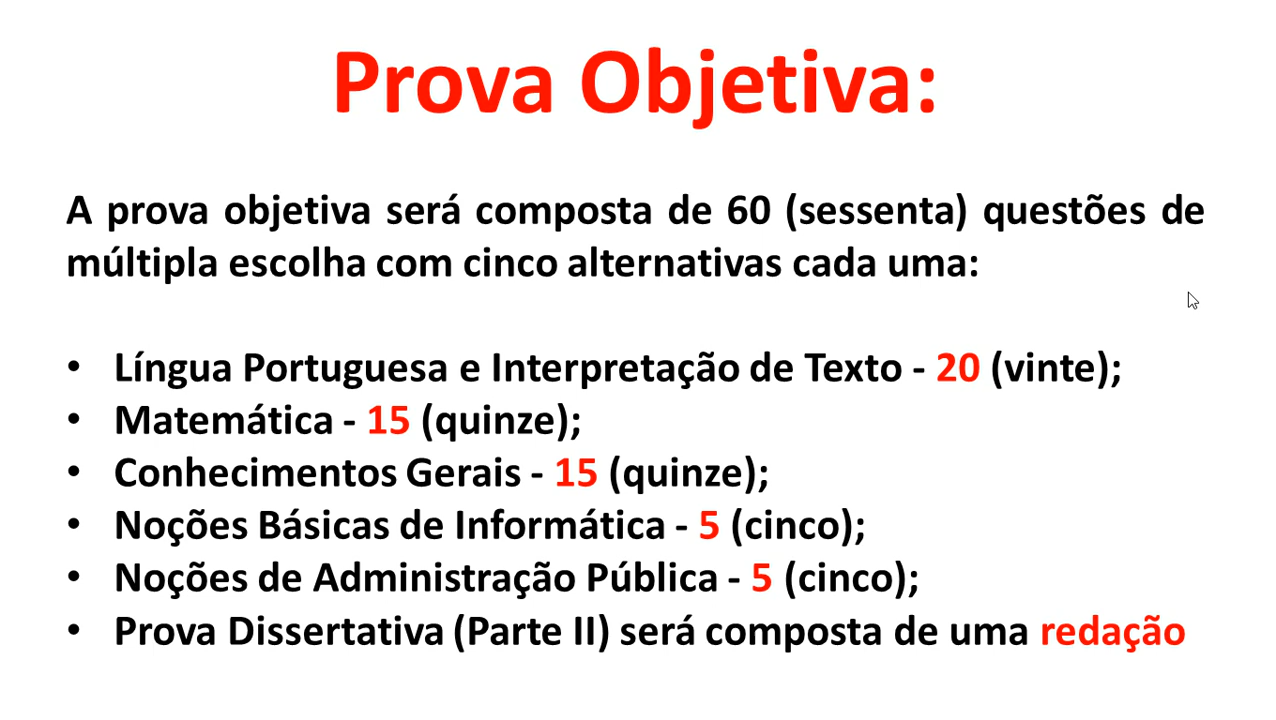 Prova Objetiva:
A prova objetiva será composta de 60 (sessenta) questões de
múltipla escolha com cinco alternativas cada uma:
• Língua Portuguesa e Interpretação de Texto - 20 (vinte);
• Matemática - 15 (quinze);
• Conhecimentos Gerais - 15 (quinze);
• Noções Básicas de Informática - 5 (cinco);
• Noções de Administração Pública - 5 (cinco);
• Prova Dissertativa (Parte II) será composta de uma redação